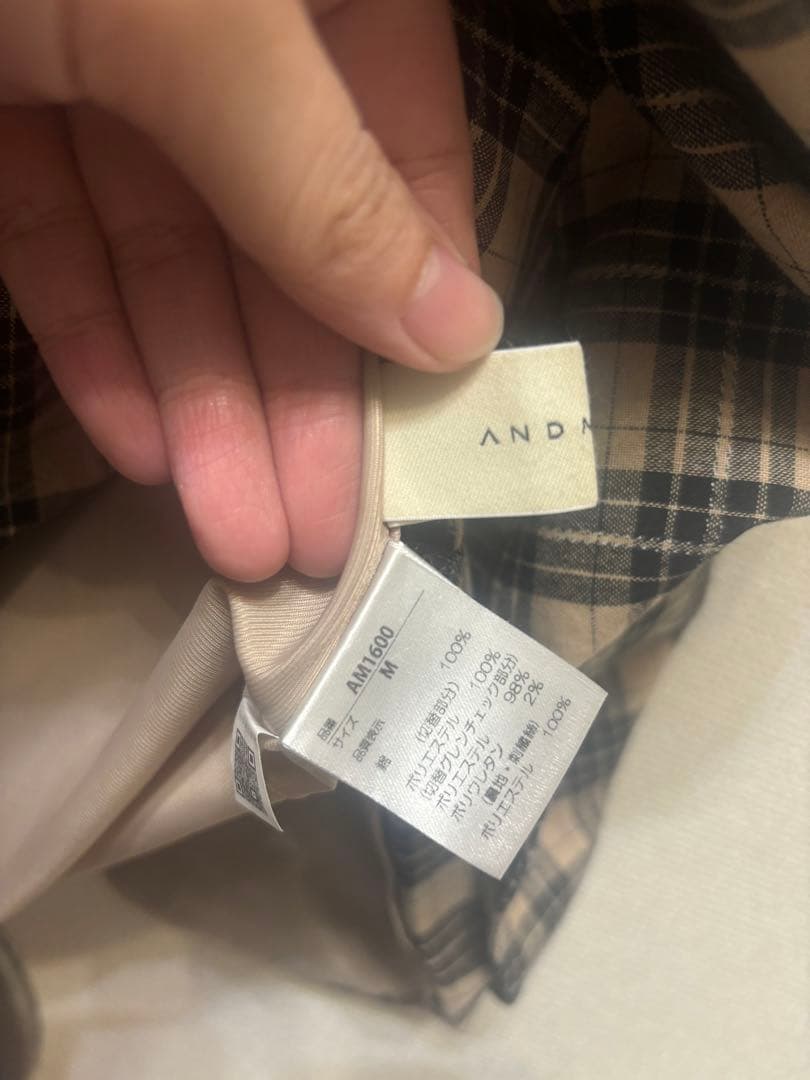 ANDM
品番 AM1600
サイズ M
品質表示
綿 100%
(切替部分)
ポリエステル 100%
(切替グレンチェック部分)
ポリエステル 98%
ポリウレタン 2%
(裏地・刺繍糸)
ポリエステル 100%